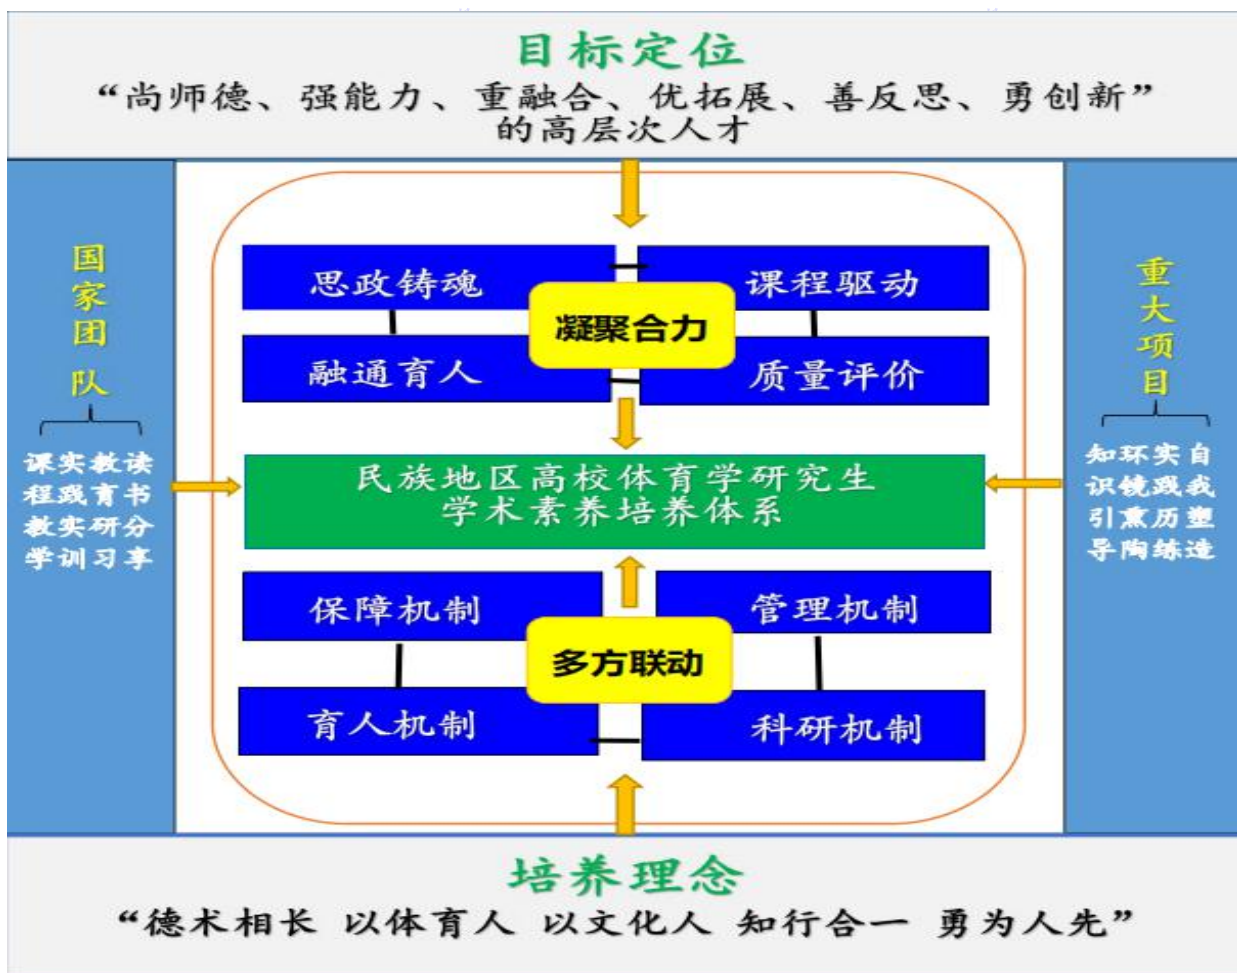 目标定位
“尚师德、强能力、重融合、优拓展、善反思、勇创新”
的高层次人才
国家团队
课程教学
实践实训
教育研习
读书分享
思政铸魂
课程驱动
凝聚合力
融通育人
质量评价
民族地区高校体育学研究生
学术素养培养体系
保障机制
管理机制
多方联动
育人机制
科研机制
重大项目
知识引导
环镜熏陶
实践历练
自我塑造
培养理念
“德术相长 以体育人 以文化人 知行合一 勇为人先”